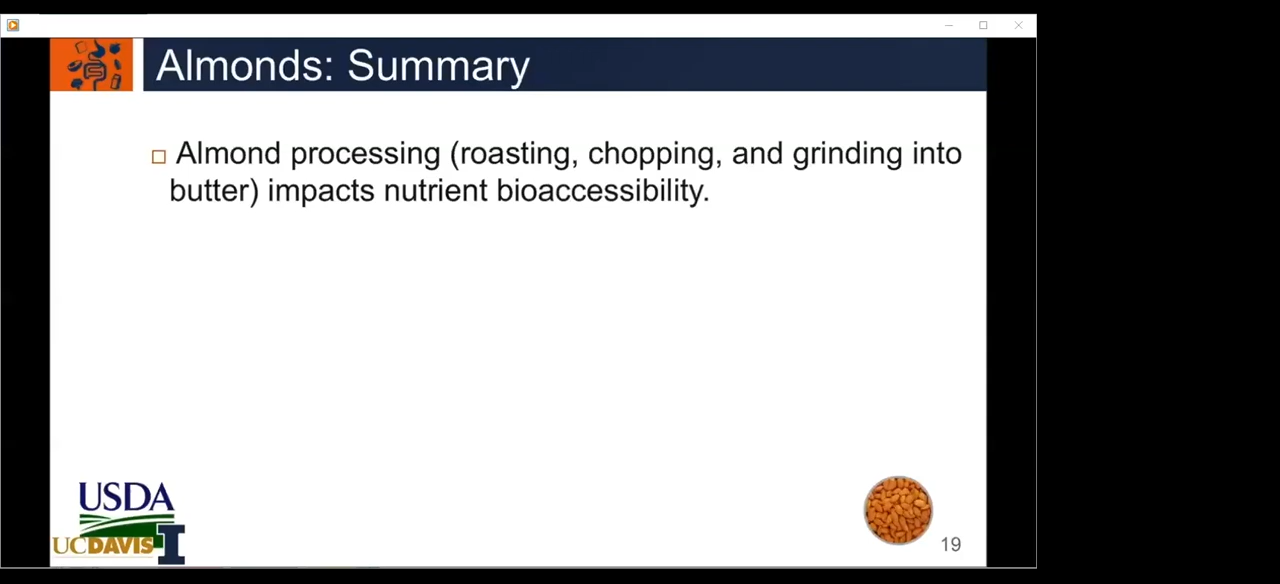 Almonds: Summary
Almond processing (roasting, chopping, and grinding into
butter) impacts nutrient bioaccessibility.
USDA
UCDAVIS I
19